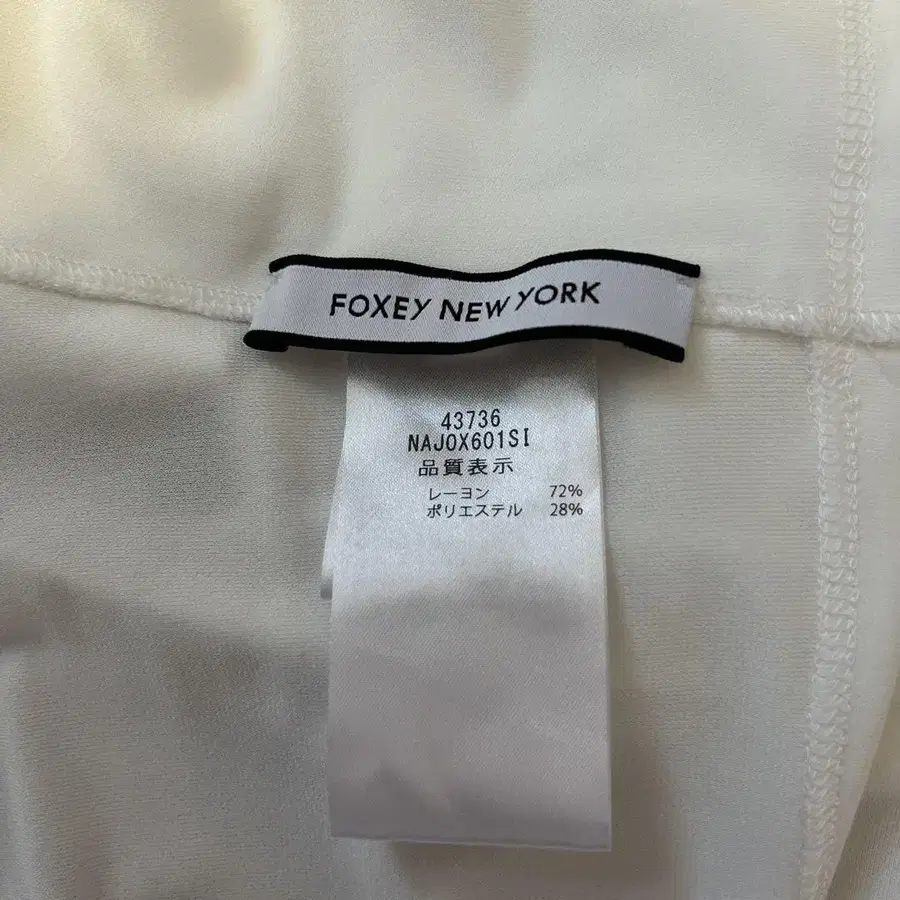 FOXEY NEW YORK
43736
NAJOX601SI
品質表示
レーヨン 72%
ポリエステル 28%